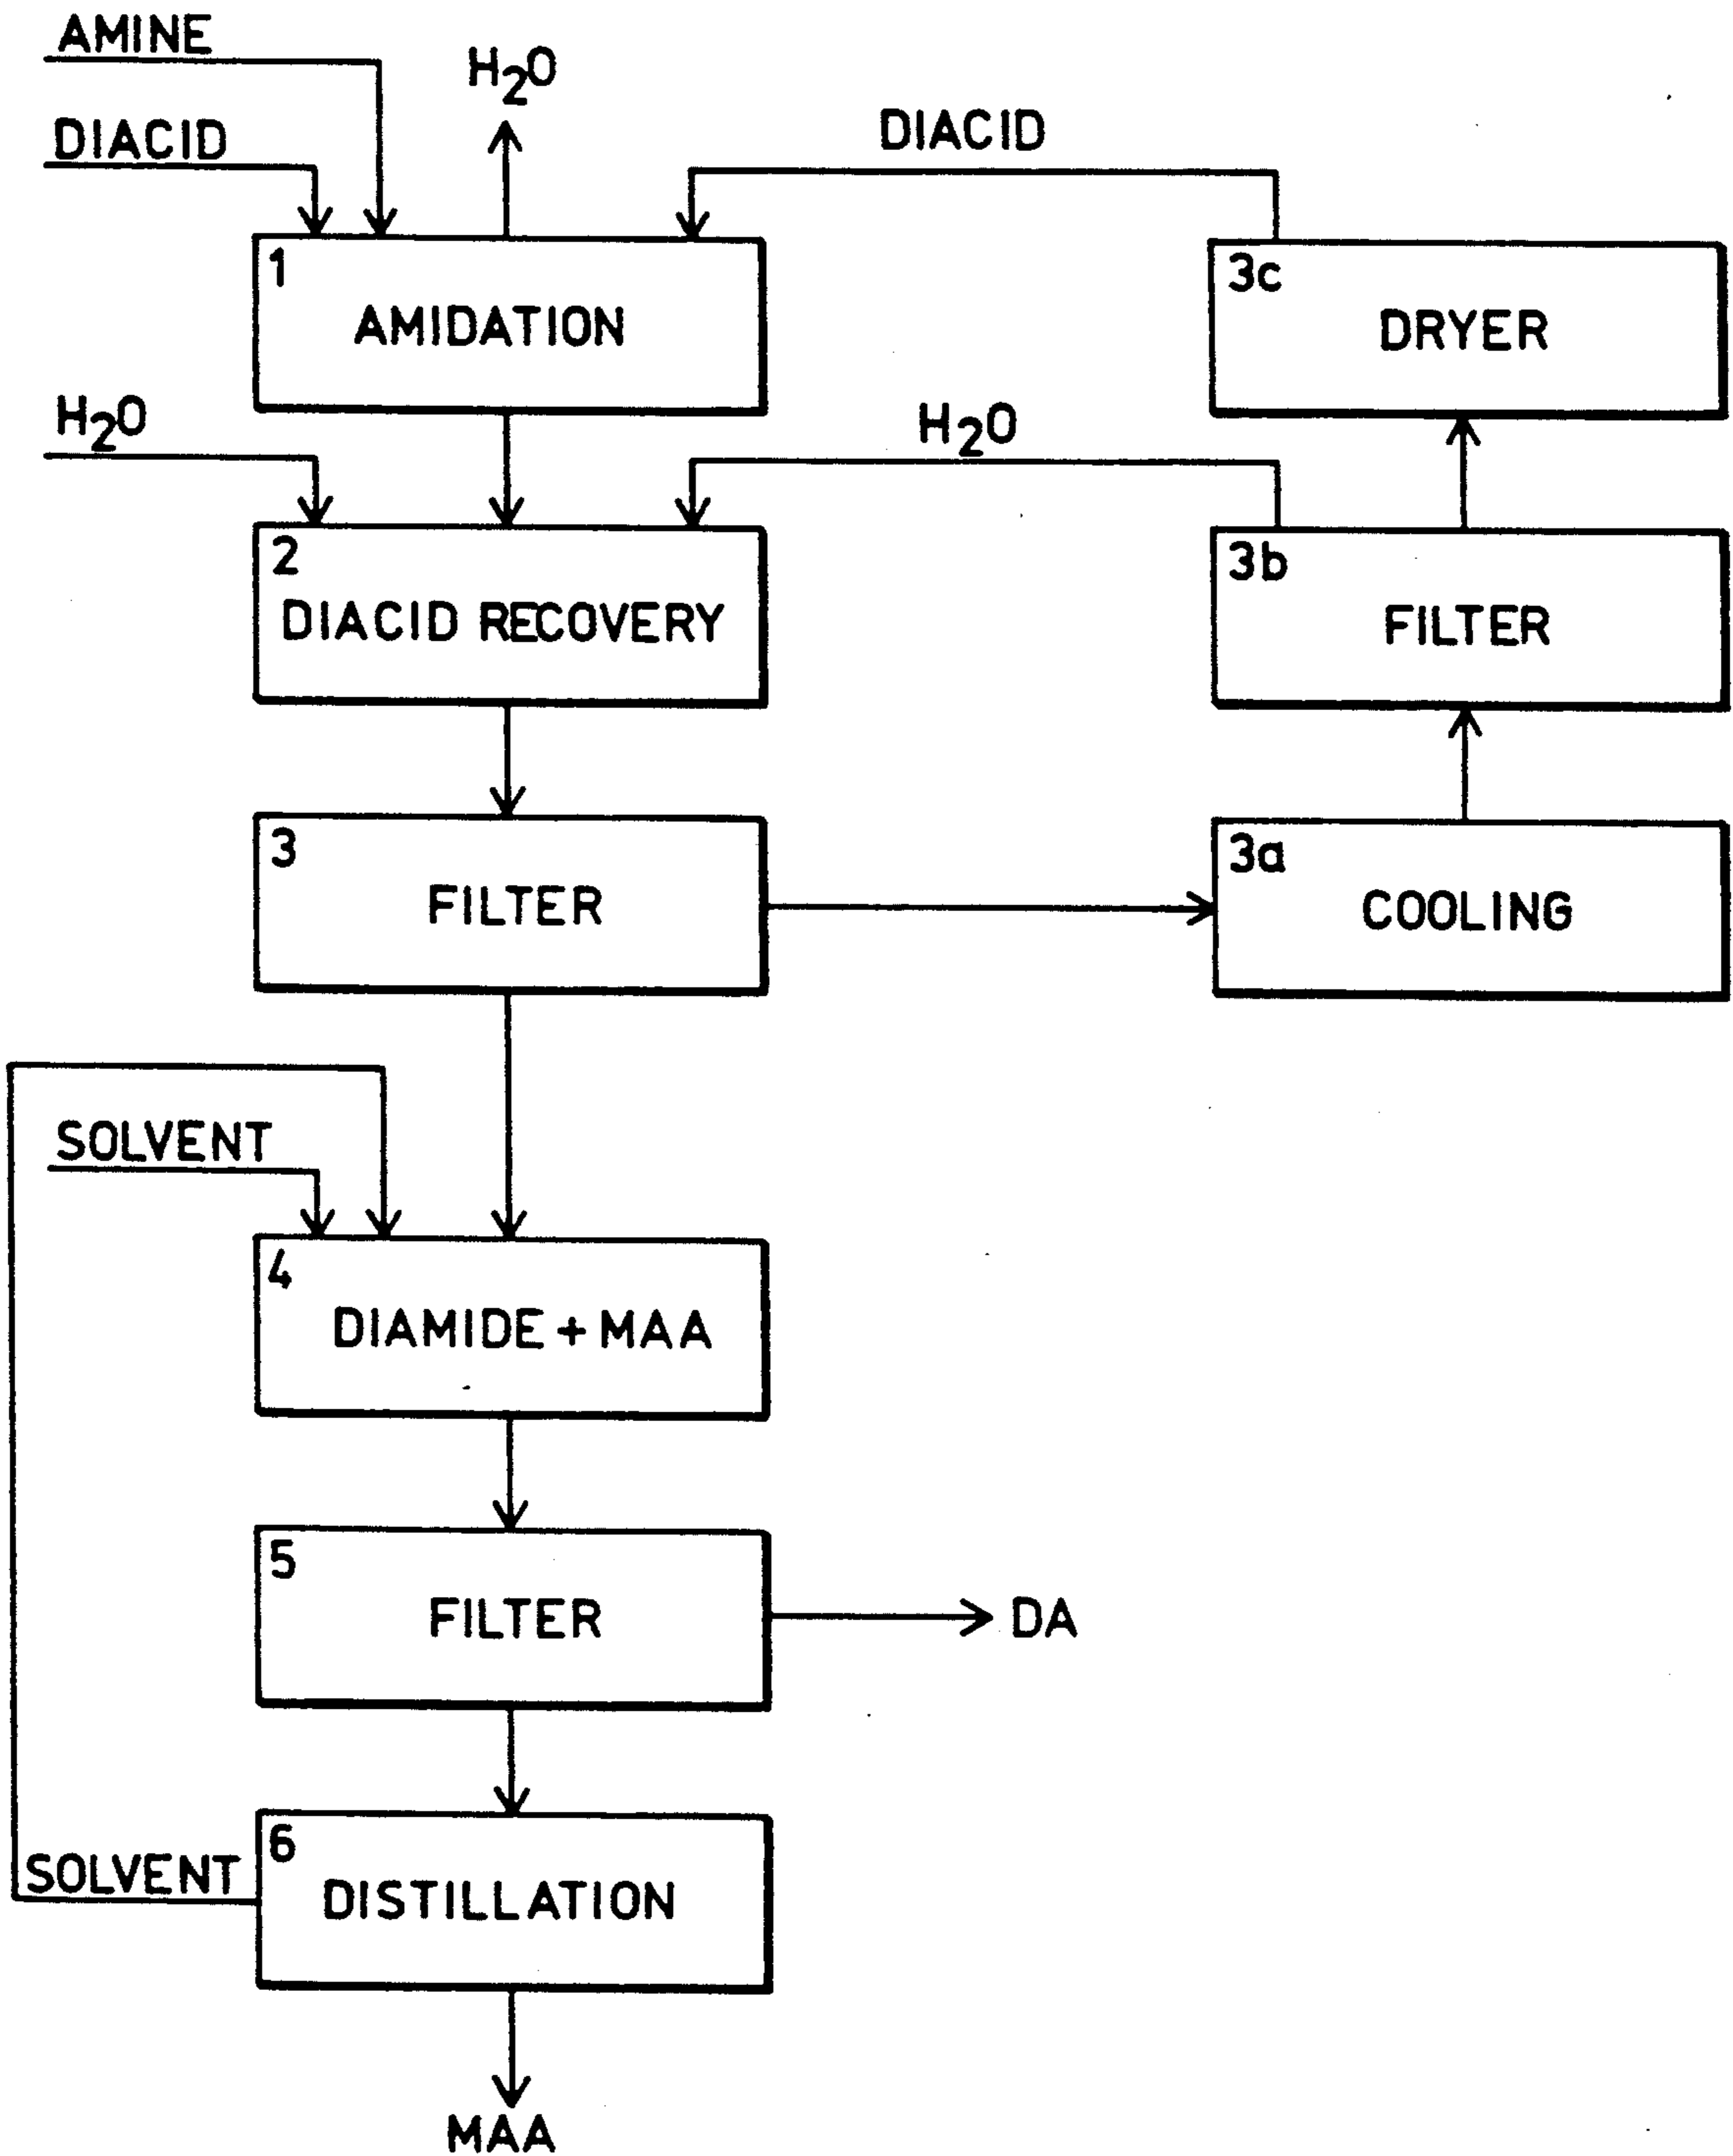 AMINE
H2O
DIACID
DIACID
1
AMIDATION
3c
DRYER
H2O
H2O
2
DIACID RECOVERY
3b
FILTER
3
FILTER
3a
COOLING
SOLVENT
4
DIAMIDE + MAA
5
FILTER
DA
6
SOLVENT
DISTILLATION
MAA